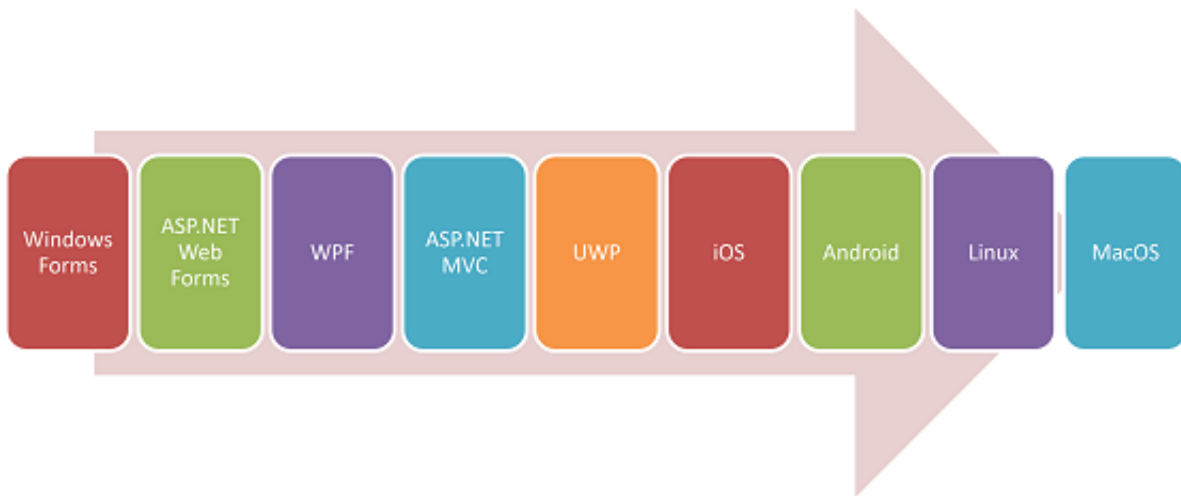 Windows
Forms
ASP.NET
Web
Forms
WPF
ASP.NET
MVC
UWP
iOS
Android
Linux
MacOS